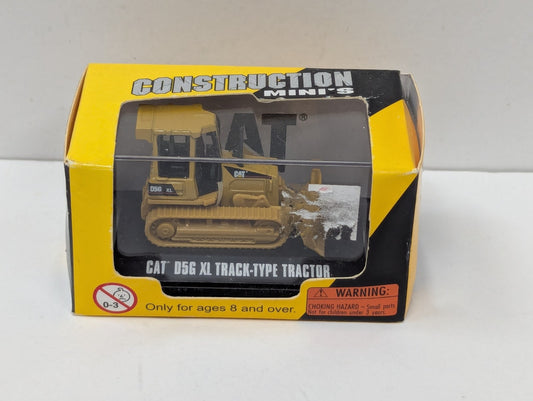 CONSTRUCTION
MINI'S
CAT®
CAT
D5G XL
CAT® D5G XL TRACK-TYPE TRACTOR
0-3
Only for ages 8 and over.
WARNING:
CHOKING HAZARD - Small parts
Not for children under 3 years.